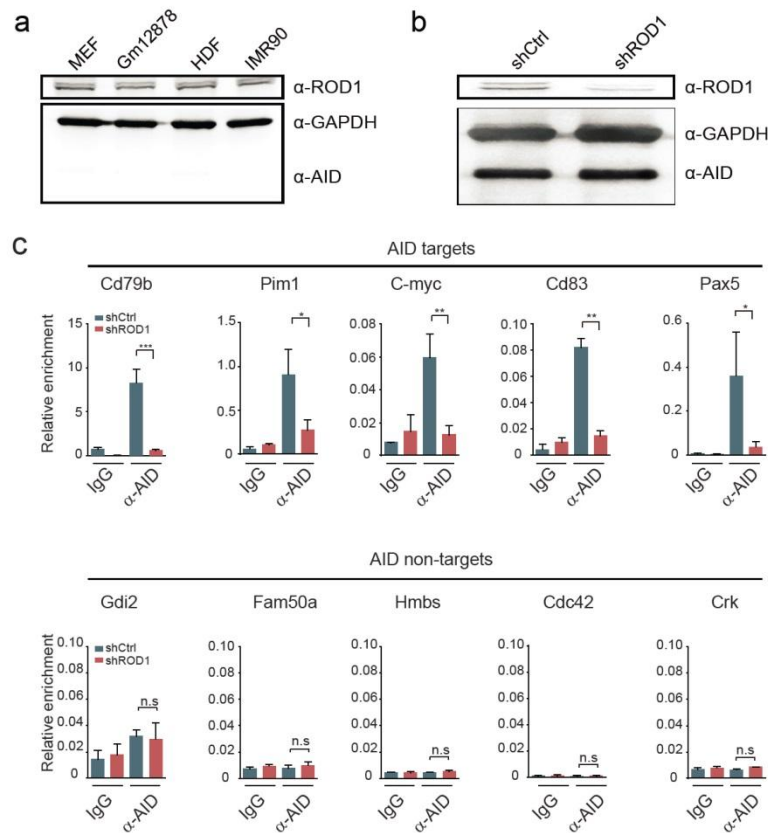 a
MEF
Gm12878
HDF
IMR90
α-ROD1
α-GAPDH
α-AID
b
shCtrl
shROD1
α-ROD1
α-GAPDH
α-AID
c
AID targets
Cd79b
Pim1
C-myc
Cd83
Pax5
Relative enrichment
15
10
5
0
shCtrl
shROD1
***
IgG
α-AID
1.5
1.0
0.5
0
*
IgG
α-AID
0.08
0.06
0.04
0.02
0
**
IgG
α-AID
0.10
0.08
0.06
0.04
0.02
0
**
IgG
α-AID
0.6
0.4
0.2
0
*
IgG
α-AID
AID non-targets
Gdi2
Fam50a
Hmbs
Cdc42
Crk
Relative enrichment
0.10
0.08
0.06
0.04
0.02
0
shCtrl
shROD1
n.s
IgG
α-AID
0.10
0.08
0.06
0.04
0.02
0
n.s
IgG
α-AID
0.10
0.08
0.06
0.04
0.02
0
n.s
IgG
α-AID
0.10
0.08
0.06
0.04
0.02
0
n.s
IgG
α-AID
0.10
0.08
0.06
0.04
0.02
0
n.s
IgG
α-AID